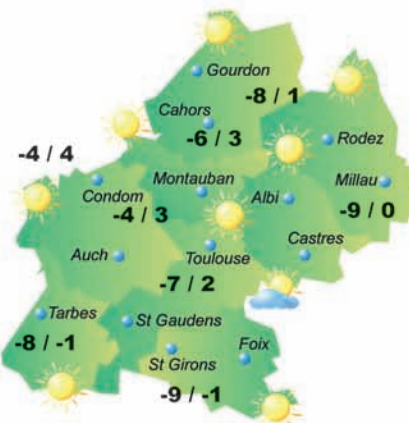 Gourdon
-8 / 1
Cahors
-6 / 3
Rodez
-4 / 4
Condom
Montauban
Albi
Millau
-4 / 3
-9 / 0
Auch
Toulouse
Castres
-7 / 2
Tarbes
St Gaudens
-8 / -1
St Girons
Foix
-9 / -1